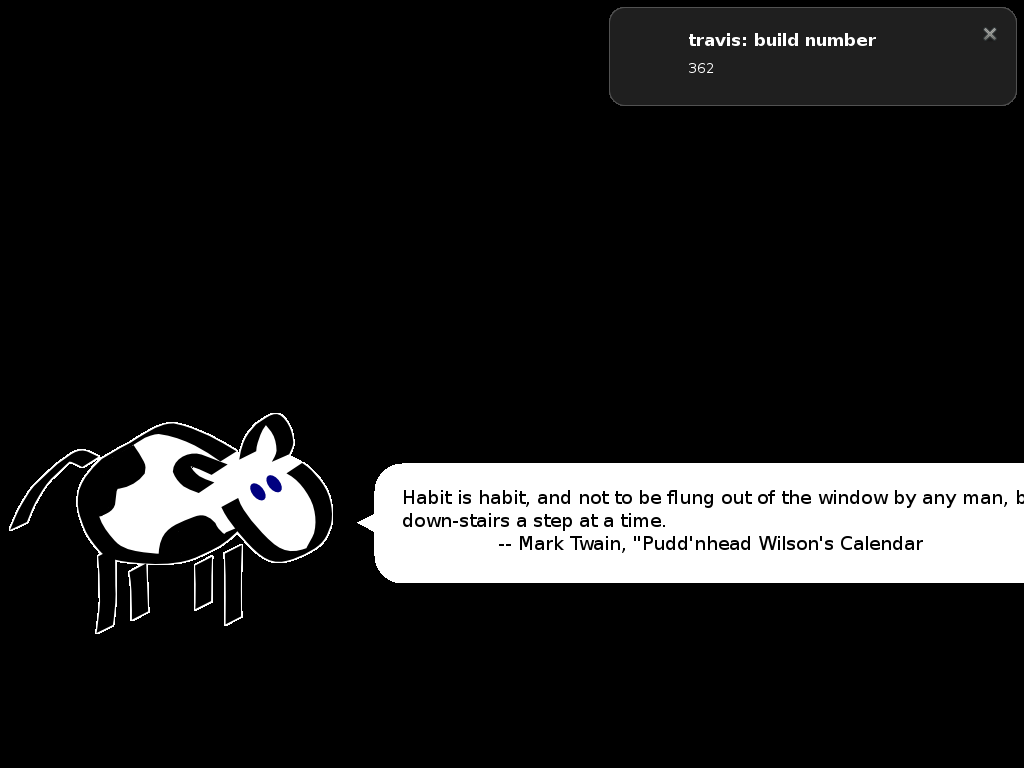 travis: build number
362
Habit is habit, and not to be flung out of the window by any man, b
down-stairs a step at a time.
-- Mark Twain, "Pudd'nhead Wilson's Calendar